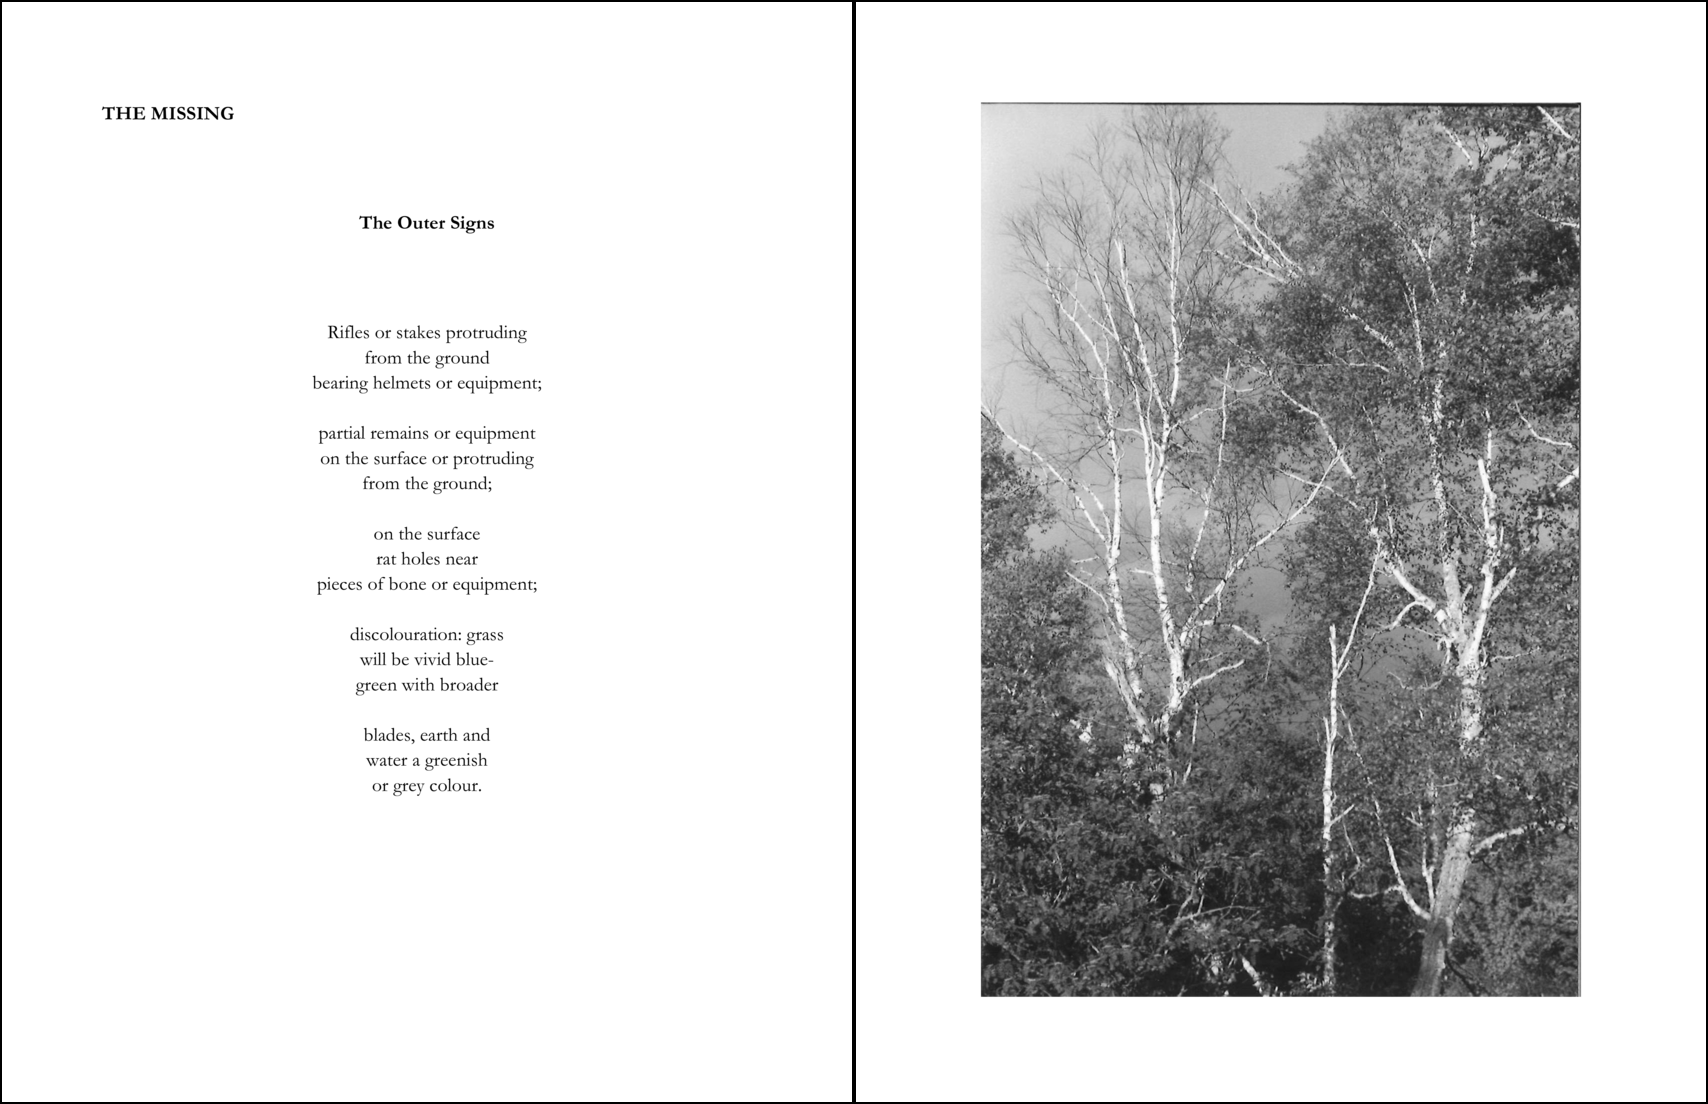 THE MISSING
The Outer Signs
Rifles or stakes protruding
from the ground
bearing helmets or equipment;
partial remains or equipment
on the surface or protruding
from the ground;
on the surface
rat holes near
pieces of bone or equipment;
discolouration: grass
will be vivid blue-
green with broader
blades, earth and
water a greenish
or grey colour.